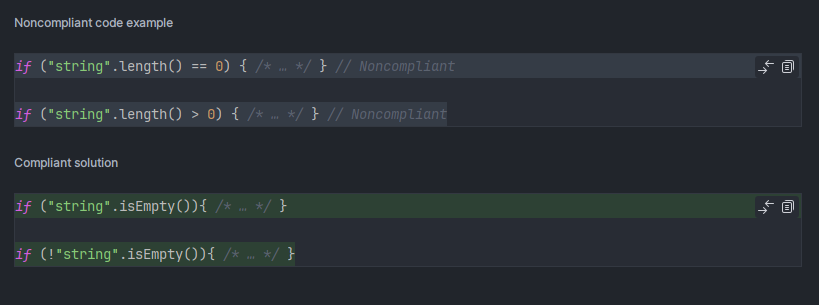 Noncompliant code example
if ("string".length() == 0) { /* … */ } // Noncompliant
if ("string".length() > 0) { /* … */ } // Noncompliant
Compliant solution
if ("string".isEmpty()){ /* … */ }
if (!"string".isEmpty()){ /* … */ }